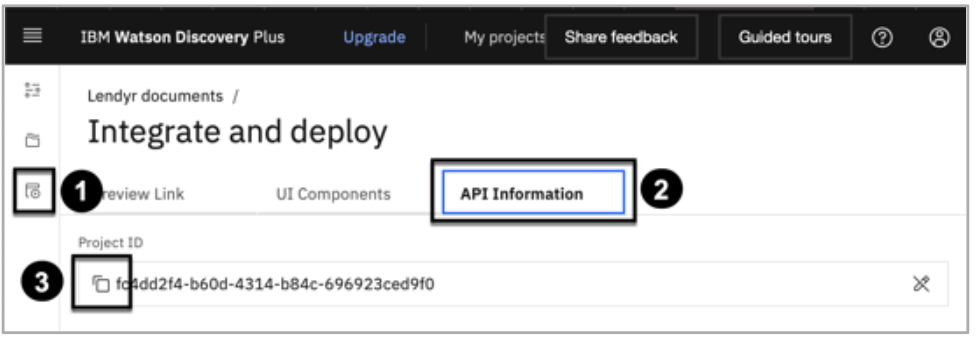 IBM Watson Discovery Plus Upgrade My projects Share feedback Guided tours
Lendyr documents /
Integrate and deploy
1 review Link UI Components API Information 2
Project ID
3 fc4dd2f4-b60d-4314-b84c-696923ced9f0